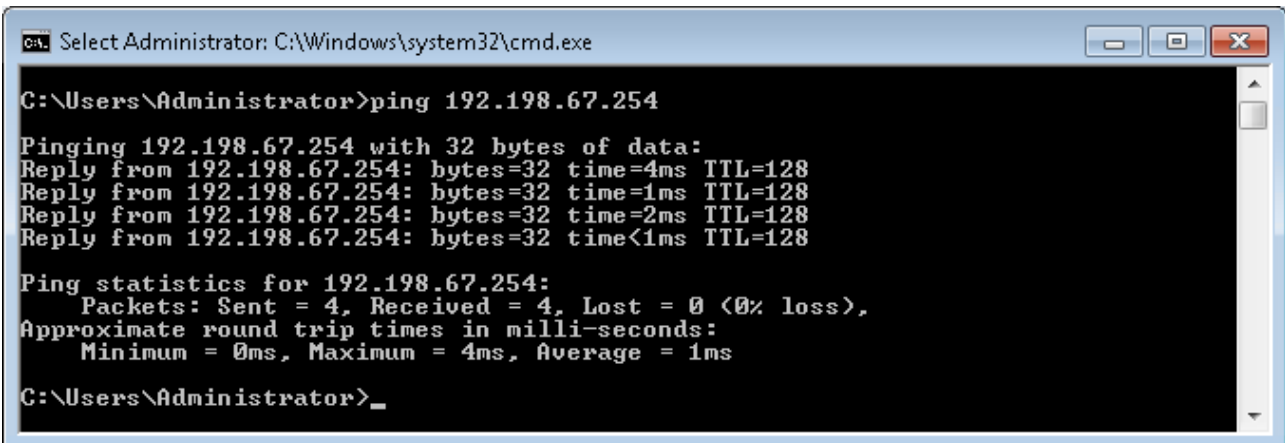 Select Administrator: C:\Windows\system32\cmd.exe
C:\Users\Administrator>ping 192.198.67.254
Pinging 192.198.67.254 with 32 bytes of data:
Reply from 192.198.67.254: bytes=32 time=4ms TTL=128
Reply from 192.198.67.254: bytes=32 time=1ms TTL=128
Reply from 192.198.67.254: bytes=32 time=2ms TTL=128
Reply from 192.198.67.254: bytes=32 time<1ms TTL=128
Ping statistics for 192.198.67.254:
    Packets: Sent = 4, Received = 4, Lost = 0 (0% loss),
Approximate round trip times in milli-seconds:
    Minimum = 0ms, Maximum = 4ms, Average = 1ms
C:\Users\Administrator>_